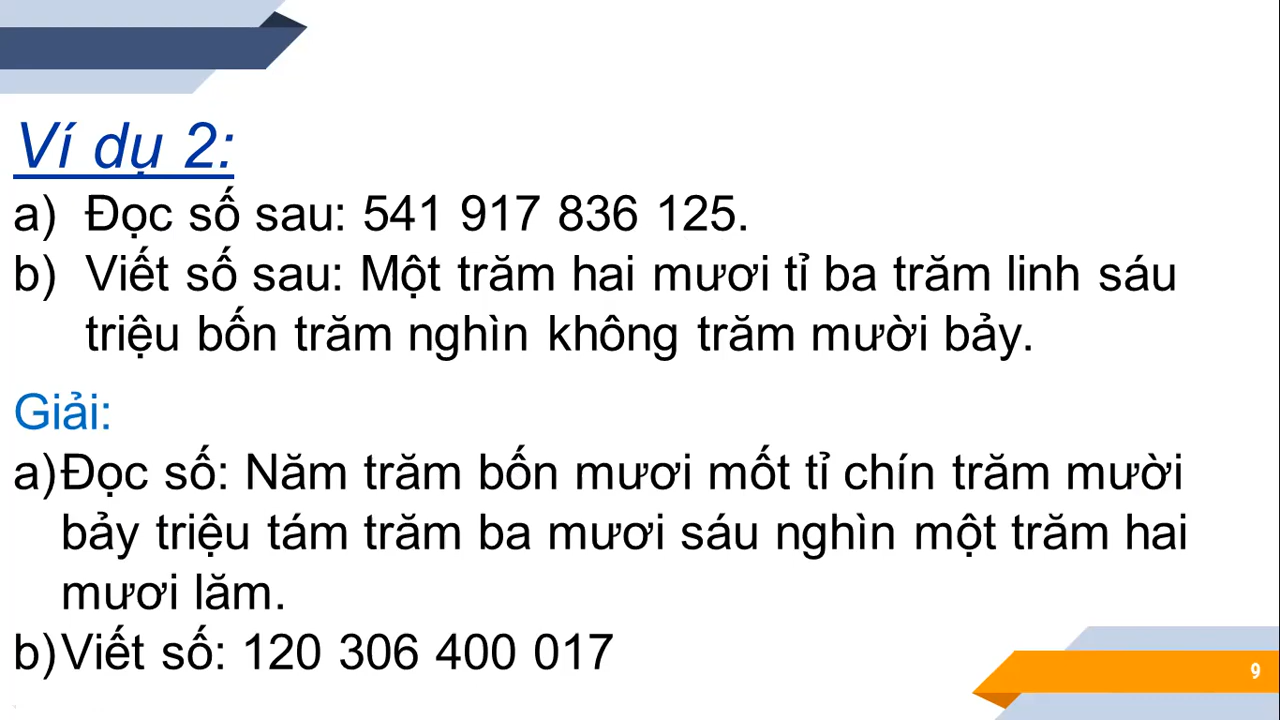 Ví dụ 2:
a) Đọc số sau: 541 917 836 125.
b) Viết số sau: Một trăm hai mươi tỉ ba trăm linh sáu
triệu bốn trăm nghìn không trăm mười bảy.
Giải:
a) Đọc số: Năm trăm bốn mươi mốt tỉ chín trăm mười
bảy triệu tám trăm ba mươi sáu nghìn một trăm hai
mươi lăm.
b) Viết số: 120 306 400 017
9